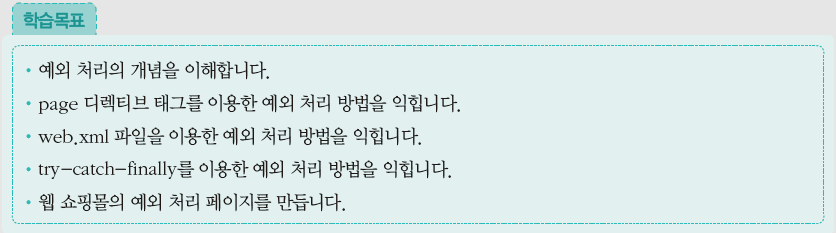 학습목표
• 예외 처리의 개념을 이해합니다.
• page 디렉티브 태그를 이용한 예외 처리 방법을 익힙니다.
• web.xml 파일을 이용한 예외 처리 방법을 익힙니다.
• try-catch-finally를 이용한 예외 처리 방법을 익힙니다.
• 웹 쇼핑몰의 예외 처리 페이지를 만듭니다.